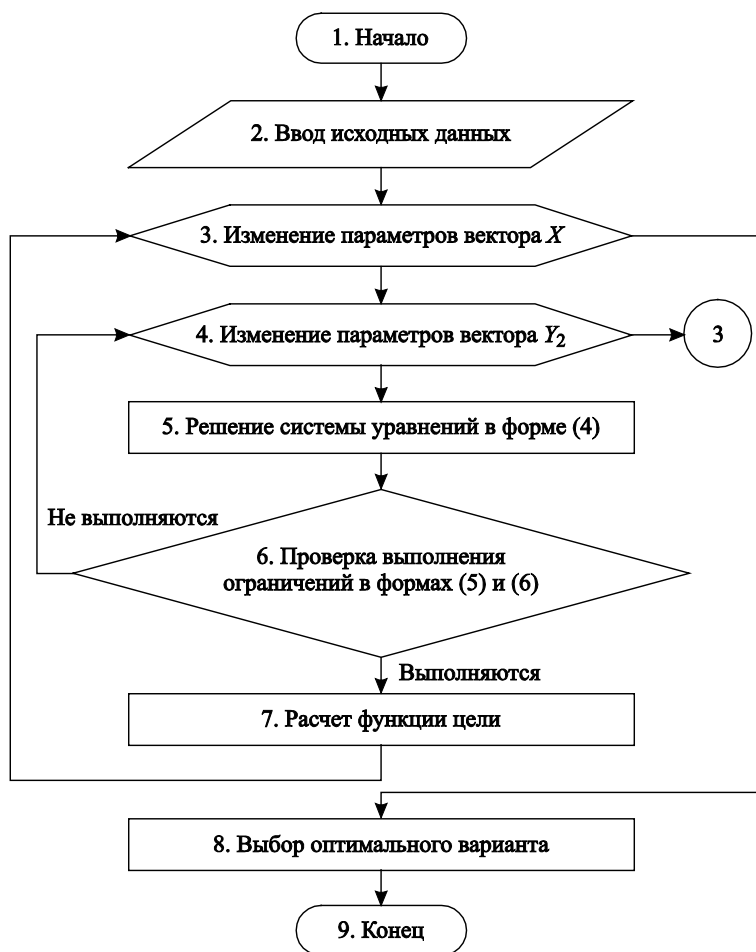 1. Начало
2. Ввод исходных данных
3. Изменение параметров вектора X
4. Изменение параметров вектора Y₂
3
5. Решение системы уравнений в форме (4)
Не выполняются
6. Проверка выполнения
ограничений в формах (5) и (6)
Выполняются
7. Расчет функции цели
8. Выбор оптимального варианта
9. Конец